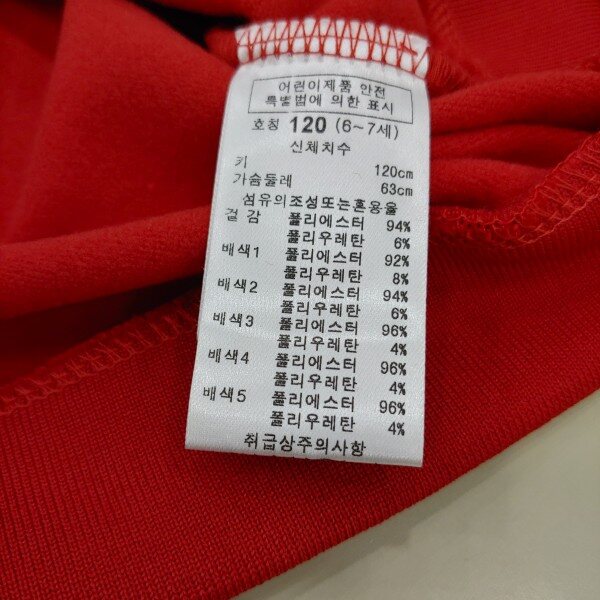 어린이제품 안전
특별법에 의한 표시
호칭 120 (6~7세)
신체치수
키 120cm
가슴둘레 63cm
섬유의조성또는혼용율
겉감 폴리에스터 94%
폴리우레탄 6%
배색1 폴리에스터 92%
폴리우레탄 8%
배색2 폴리에스터 94%
폴리우레탄 6%
배색3 폴리에스터 96%
폴리우레탄 4%
배색4 폴리에스터 96%
폴리우레탄 4%
배색5 폴리에스터 96%
폴리우레탄 4%
취급상주의사항